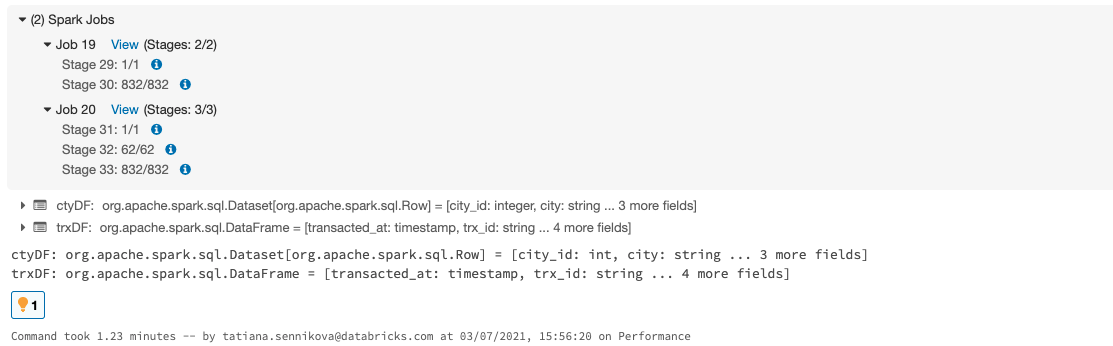 (2) Spark Jobs
Job 19 View (Stages: 2/2)
Stage 29: 1/1
Stage 30: 832/832
Job 20 View (Stages: 3/3)
Stage 31: 1/1
Stage 32: 62/62
Stage 33: 832/832
ctyDF: org.apache.spark.sql.Dataset[org.apache.spark.sql.Row] = [city_id: integer, city: string ... 3 more fields]
trxDF: org.apache.spark.sql.DataFrame = [transacted_at: timestamp, trx_id: string ... 4 more fields]
ctyDF: org.apache.spark.sql.Dataset[org.apache.spark.sql.Row] = [city_id: int, city: string ... 3 more fields]
trxDF: org.apache.spark.sql.DataFrame = [transacted_at: timestamp, trx_id: string ... 4 more fields]
1
Command took 1.23 minutes -- by tatiana.sennikova@databricks.com at 03/07/2021, 15:56:20 on Performance